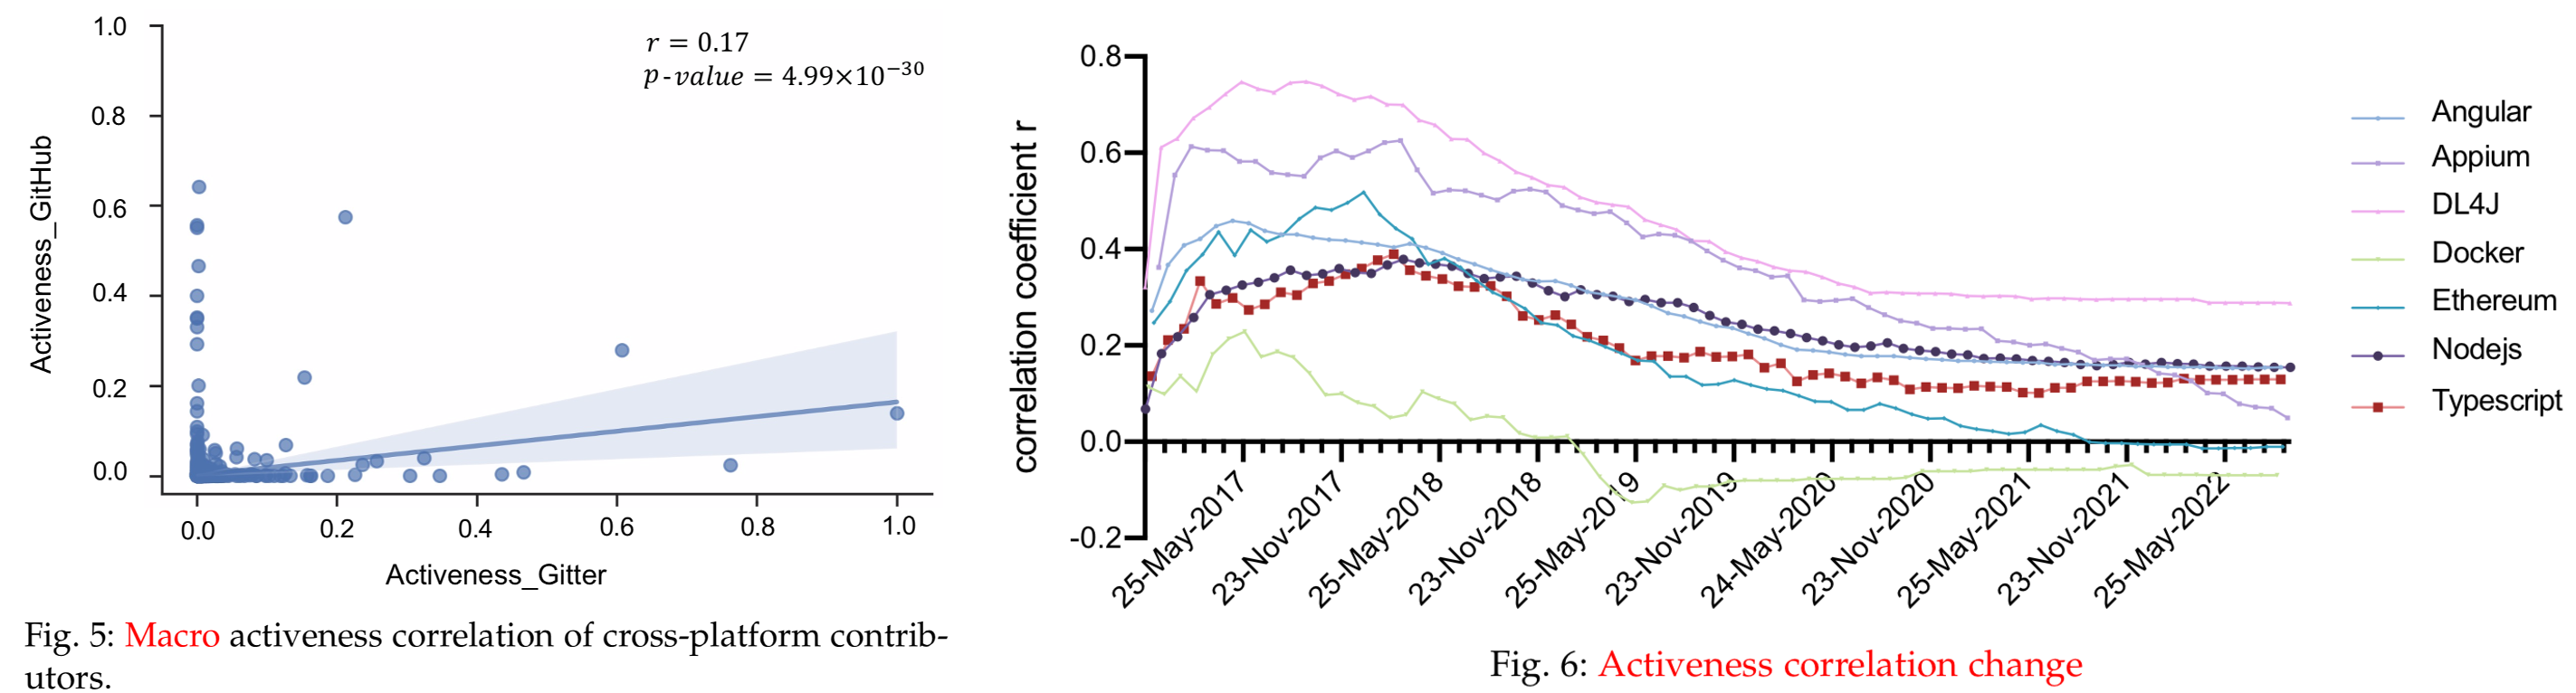 1.0
0.8
0.6
0.4
0.2
0.0
Activeness_GitHub
r = 0.17
p-value = 4.99×10⁻³⁰
0.0 0.2 0.4 0.6 0.8 1.0
Activeness_Gitter
Fig. 5: Macro activeness correlation of cross-platform contrib-
utors.
0.8
0.6
0.4
0.2
0.0
-0.2
correlation coefficient r
25-May-2017
23-Nov-2017
25-May-2018
23-Nov-2018
25-May-2019
23-Nov-2019
24-May-2020
23-Nov-2020
25-May-2021
23-Nov-2021
25-May-2022
Angular
Appium
DL4J
Docker
Ethereum
Nodejs
Typescript
Fig. 6: Activeness correlation change